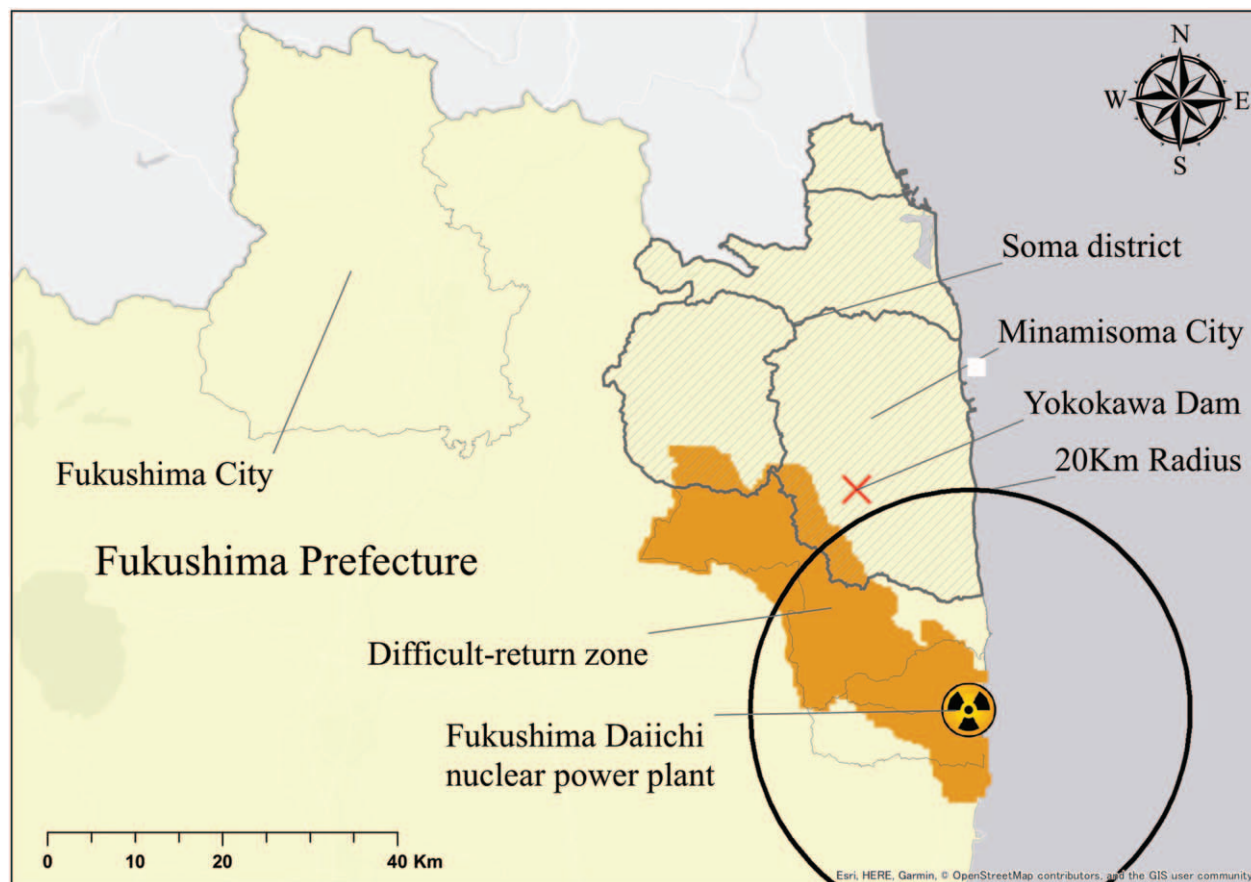 N
W
E
S
Soma district
Minamisoma City
Yokokawa Dam
20Km Radius
Fukushima City
Fukushima Prefecture
Difficult-return zone
Fukushima Daiichi
nuclear power plant
0 10 20 40 Km
Esri, HERE, Garmin, © OpenStreetMap contributors, and the GIS user community